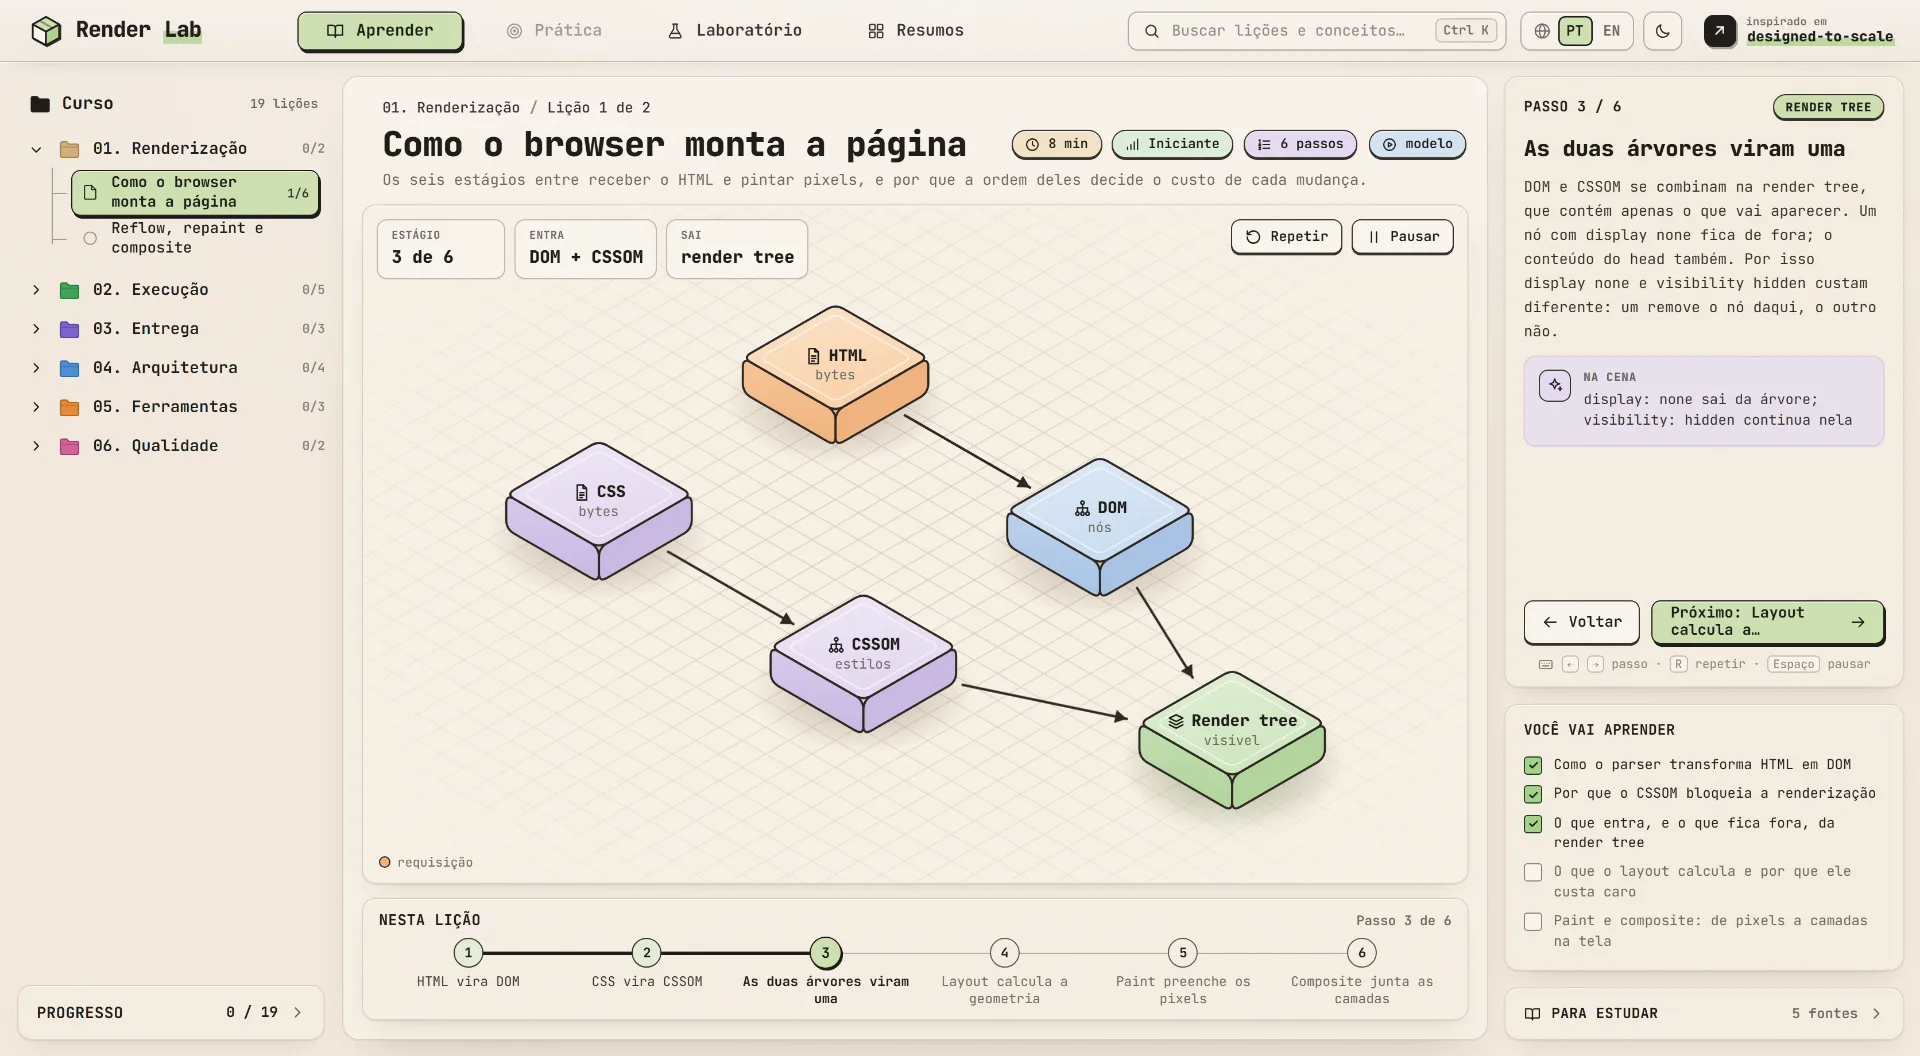 Render Lab
Aprender
Prática
Laboratório
Resumos
Buscar lições e conceitos…
Ctrl K
PT
EN
inspirado em
designed-to-scale
Curso
19 lições
01. Renderização
0/2
Como o browser
monta a página
1/6
Reflow, repaint e
composite
02. Execução
0/5
03. Entrega
0/3
04. Arquitetura
0/4
05. Ferramentas
0/3
06. Qualidade
0/2
PROGRESSO
0 / 19
01. Renderização / Lição 1 de 2
Como o browser monta a página
8 min
Iniciante
6 passos
modelo
Os seis estágios entre receber o HTML e pintar pixels, e por que a ordem deles decide o custo de cada mudança.
ESTÁGIO
3 de 6
ENTRA
DOM + CSSOM
SAI
render tree
Repetir
Pausar
HTML
bytes
CSS
bytes
DOM
nós
CSSOM
estilos
Render tree
visível
requisição
NESTA LIÇÃO
Passo 3 de 6
1
2
3
4
5
6
HTML vira DOM
CSS vira CSSOM
As duas árvores viram
uma
Layout calcula a
geometria
Paint preenche os
pixels
Composite junta as
camadas
PASSO 3 / 6
RENDER TREE
As duas árvores viram uma
DOM e CSSOM se combinam na render tree,
que contém apenas o que vai aparecer. Um
nó com display none fica de fora; o
conteúdo do head também. Por isso
display none e visibility hidden custam
diferente: um remove o nó daqui, o outro
não.
NA CENA
display: none sai da árvore;
visibility: hidden continua nela
← Voltar
Próximo: Layout
calcula a… →
← → passo · R repetir · Espaço pausar
VOCÊ VAI APRENDER
Como o parser transforma HTML em DOM
Por que o CSSOM bloqueia a renderização
O que entra, e o que fica fora, da
render tree
O que o layout calcula e por que ele
custa caro
Paint e composite: de pixels a camadas
na tela
PARA ESTUDAR
5 fontes